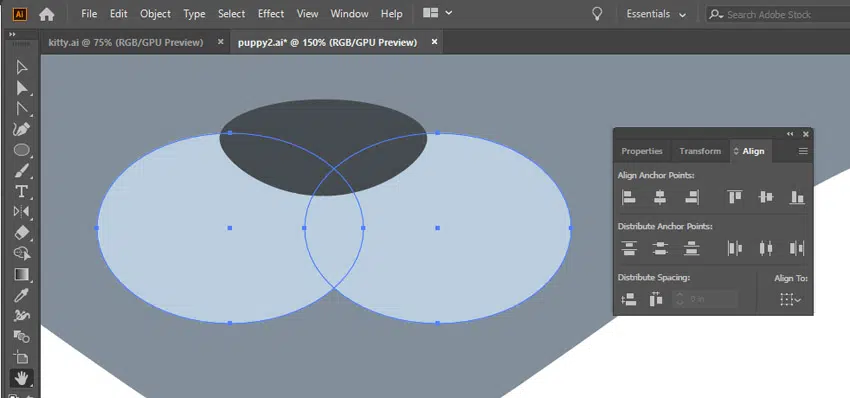 Ai File Edit Object Type Select Effect View Window Help Essentials Search Adobe Stock
kitty.ai @ 75% (RGB/GPU Preview) × puppy2.ai* @ 150% (RGB/GPU Preview) ×
Properties Transform Align
Align Anchor Points:
Distribute Anchor Points:
Distribute Spacing: Align To:
0 in